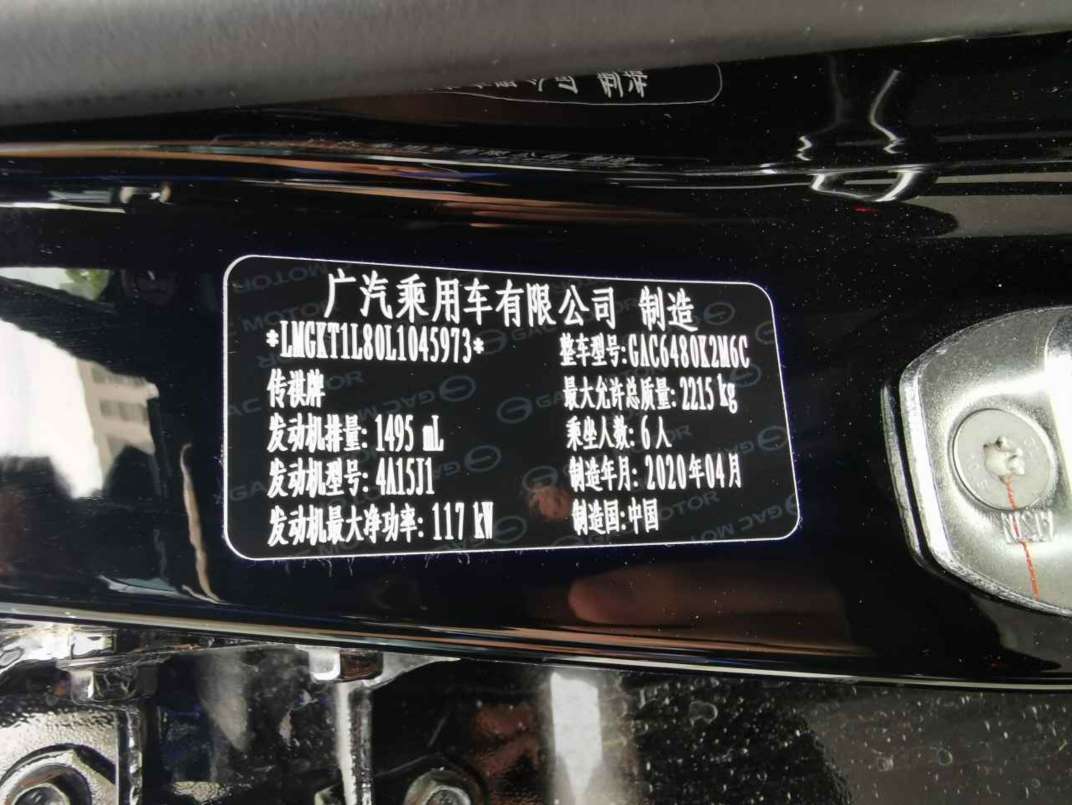 广汽乘用车有限公司 制造
*LMGKT1L80L1045973*
整车型号:GAC6480K2M6C
传祺牌
最大允许总质量: 2215 kg
发动机排量: 1495 mL
乘坐人数: 6人
发动机型号: 4A15J1
制造年月: 2020年04月
发动机最大净功率: 117 kW
制造国:中国
GAC MOTOR